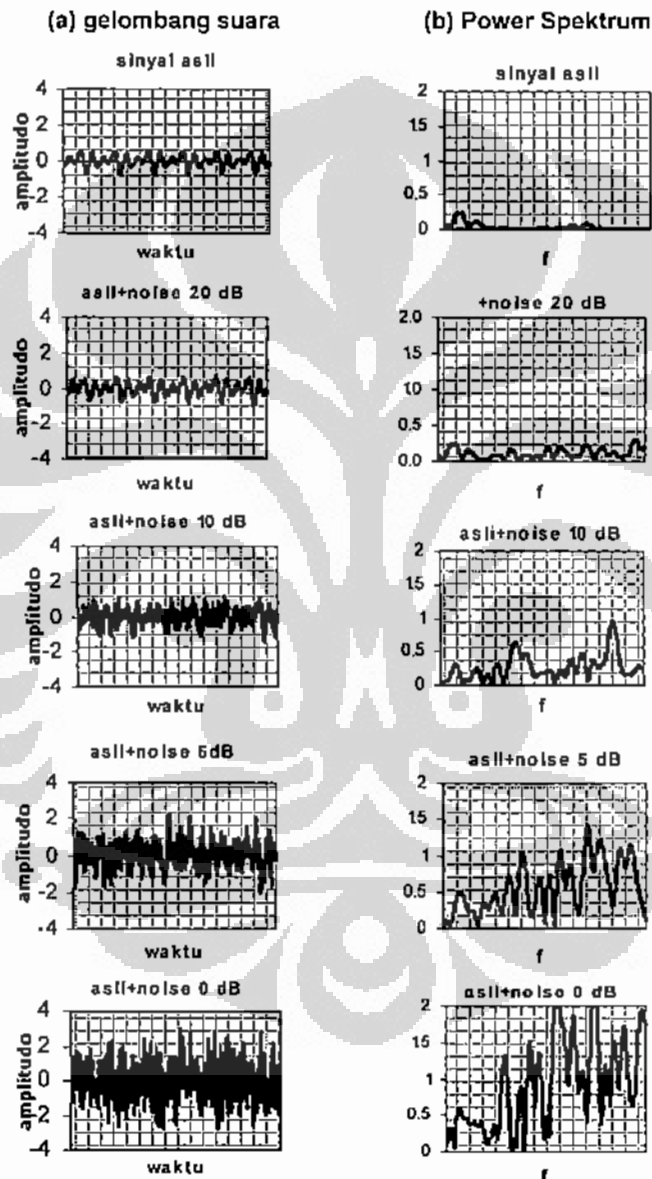 (a) gelombang suara
(b) Power Spektrum
sinyal asli
4
2
0
-2
-4
amplitudo
waktu
sinyal asli
2
1.5
1
0.5
0
f
asli+noise 20 dB
4
2
0
-2
-4
amplitudo
waktu
+noise 20 dB
2.0
1.5
1.0
0.5
0.0
f
asli+noise 10 dB
4
2
0
-2
-4
amplitudo
waktu
asli+noise 10 dB
2
1.5
1
0.5
0
f
asli+noise 5dB
4
2
0
-2
-4
amplitudo
waktu
asli+noise 5 dB
2
1.5
1
0.5
0
f
asli+noise 0 dB
4
2
0
-2
-4
amplitudo
waktu
asli+noise 0 dB
2
1.5
1
0.5
0
f